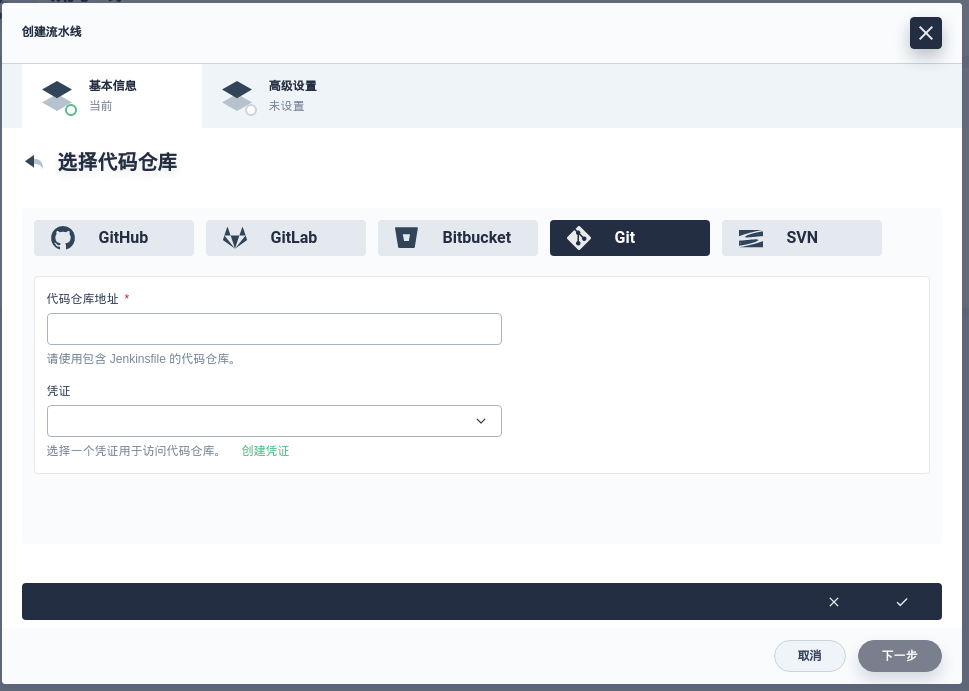 创建流水线
基本信息
当前
高级设置
未设置
选择代码仓库
GitHub
GitLab
Bitbucket
Git
SVN
代码仓库地址 *
请使用包含 Jenkinsfile 的代码仓库。
凭证
选择一个凭证用于访问代码仓库。 创建凭证
取消
下一步